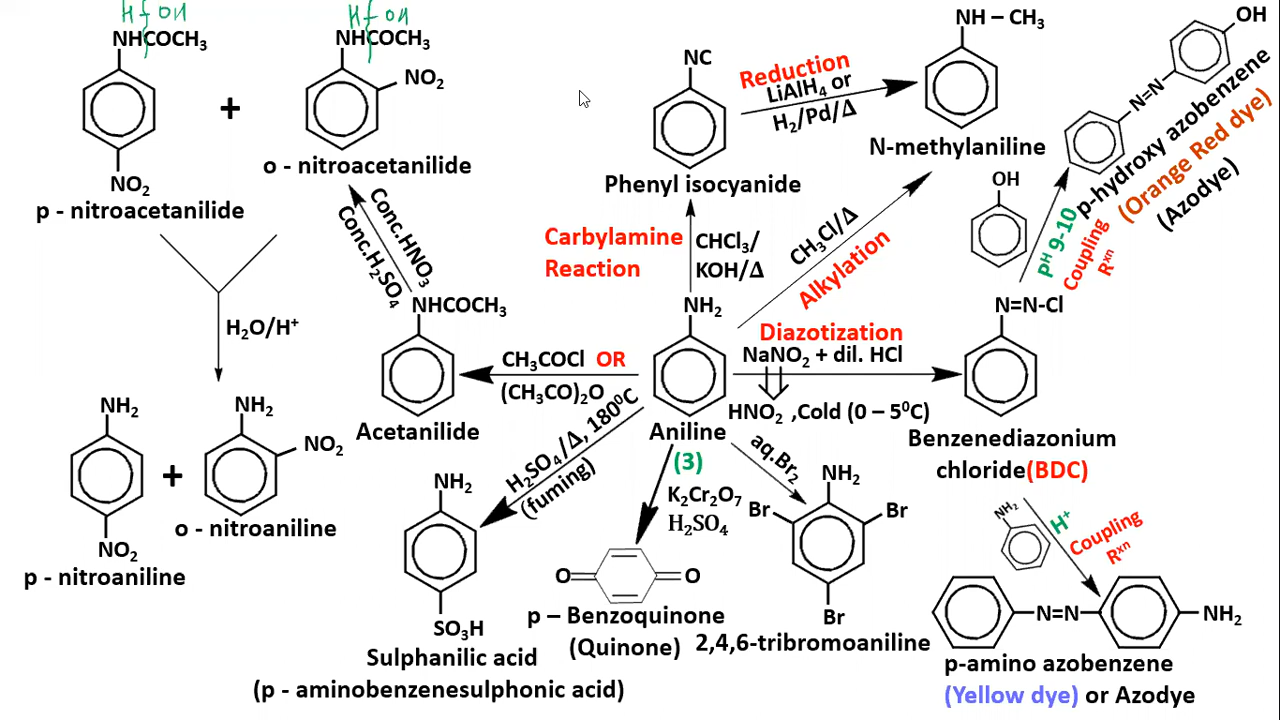 H OH
NHCOCH₃
NO₂
p - nitroacetanilide
+
H OH
NHCOCH₃
NO₂
o - nitroacetanilide
Conc.HNO₃
Conc.H₂SO₄
NHCOCH₃
Acetanilide
H₂O/H⁺
NH₂
NO₂
p - nitroaniline
+
NH₂
NO₂
o - nitroaniline
NC
Phenyl isocyanide
Reduction
LiAlH₄ or
H₂/Pd/Δ
NH – CH₃
N-methylaniline
Carbylamine
Reaction
CHCl₃/
KOH/Δ
CH₃Cl/Δ
Alkylation
NH₂
Aniline
(3)
CH₃COCl OR
(CH₃CO)₂O
Diazotization
NaNO₂ + dil. HCl
HNO₂ ,Cold (0 – 5⁰C)
N=N-Cl
Benzenediazonium
chloride(BDC)
OH
Pᴴ 9-10
Coupling
Rˣⁿ
N=N
OH
p-hydroxy azobenzene
(Orange Red dye)
(Azodye)
H₂SO₄/Δ, 180⁰C
(fuming)
NH₂
SO₃H
Sulphanilic acid
(p - aminobenzenesulphonic acid)
K₂Cr₂O₇
H₂SO₄
O
O
p – Benzoquinone
(Quinone)
aq.Br₂
NH₂
Br
Br
Br
2,4,6-tribromoaniline
NH₂
H⁺
Coupling
Rˣⁿ
N=N
NH₂
p-amino azobenzene
(Yellow dye) or Azodye